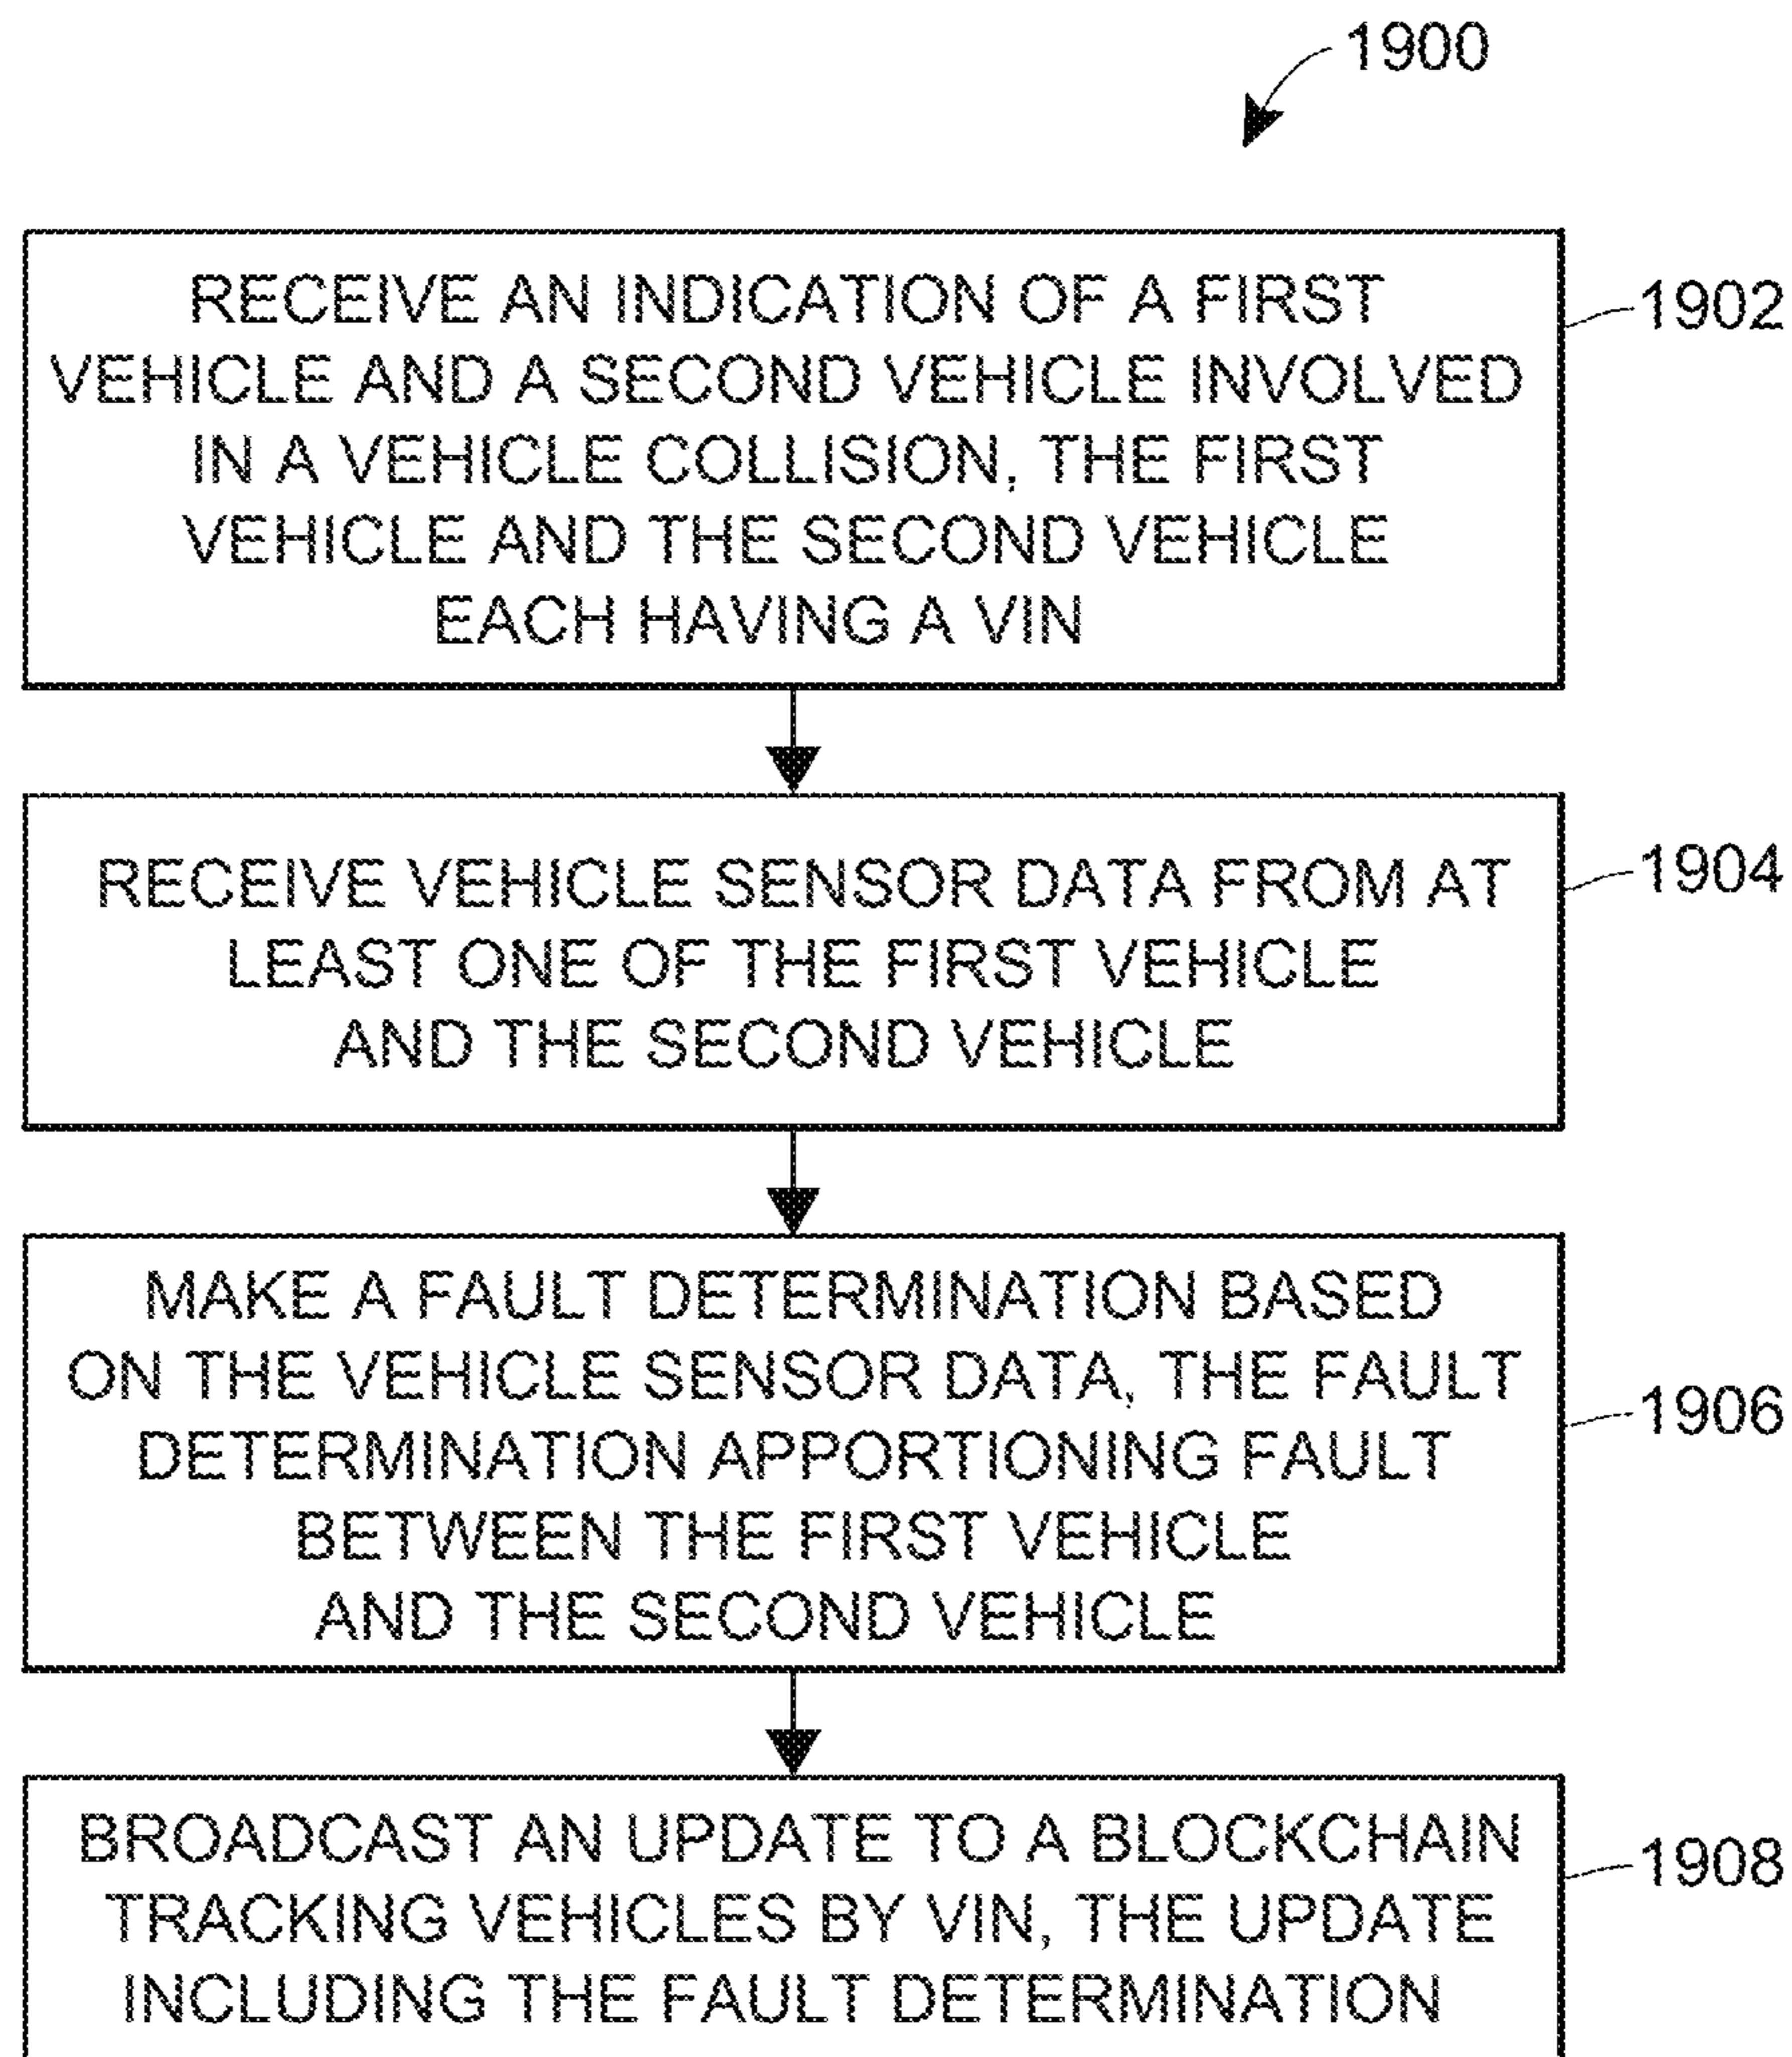 1900
RECEIVE AN INDICATION OF A FIRST
VEHICLE AND A SECOND VEHICLE INVOLVED
IN A VEHICLE COLLISION, THE FIRST
VEHICLE AND THE SECOND VEHICLE
EACH HAVING A VIN
1902
RECEIVE VEHICLE SENSOR DATA FROM AT
LEAST ONE OF THE FIRST VEHICLE
AND THE SECOND VEHICLE
1904
MAKE A FAULT DETERMINATION BASED
ON THE VEHICLE SENSOR DATA, THE FAULT
DETERMINATION APPORTIONING FAULT
BETWEEN THE FIRST VEHICLE
AND THE SECOND VEHICLE
1906
BROADCAST AN UPDATE TO A BLOCKCHAIN
TRACKING VEHICLES BY VIN, THE UPDATE
INCLUDING THE FAULT DETERMINATION
1908